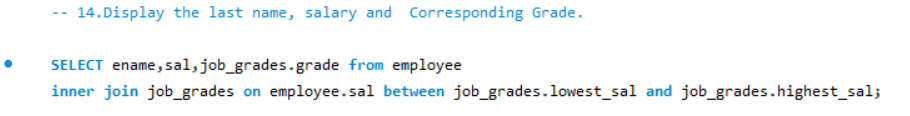 -- 14.Display the last name, salary and  Corresponding Grade.
SELECT ename,sal,job_grades.grade from employee
inner join job_grades on employee.sal between job_grades.lowest_sal and job_grades.highest_sal;